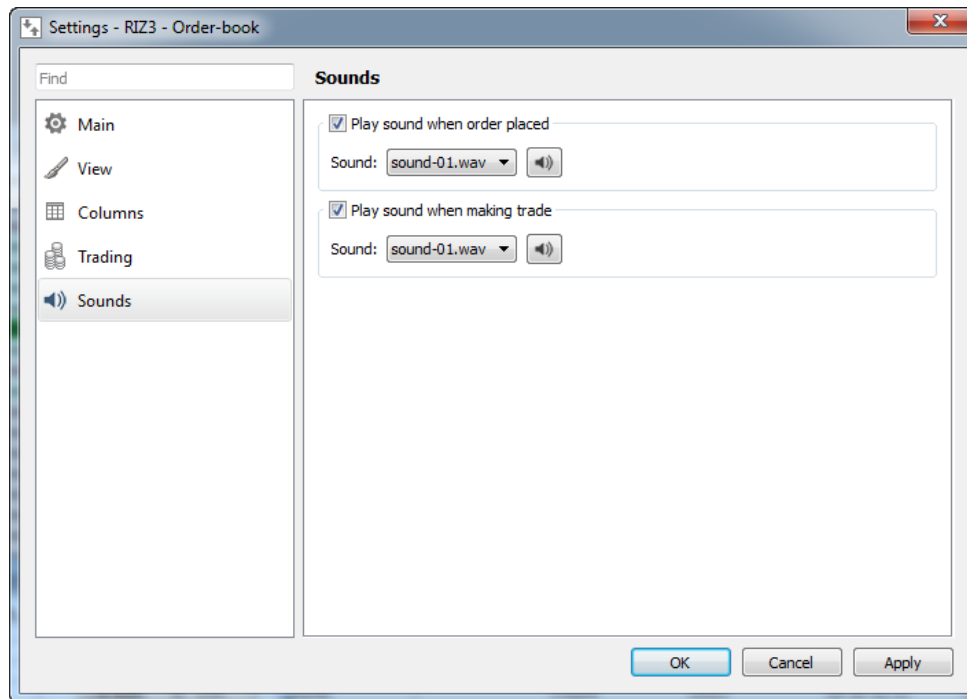 Settings - RIZ3 - Order-book
Find
Main
View
Columns
Trading
Sounds
Sounds
Play sound when order placed
Sound: sound-01.wav
Play sound when making trade
Sound: sound-01.wav
OK Cancel Apply